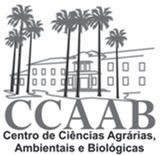 CCAAB
Centro de Ciências Agrárias,
Ambientais e Biológicas